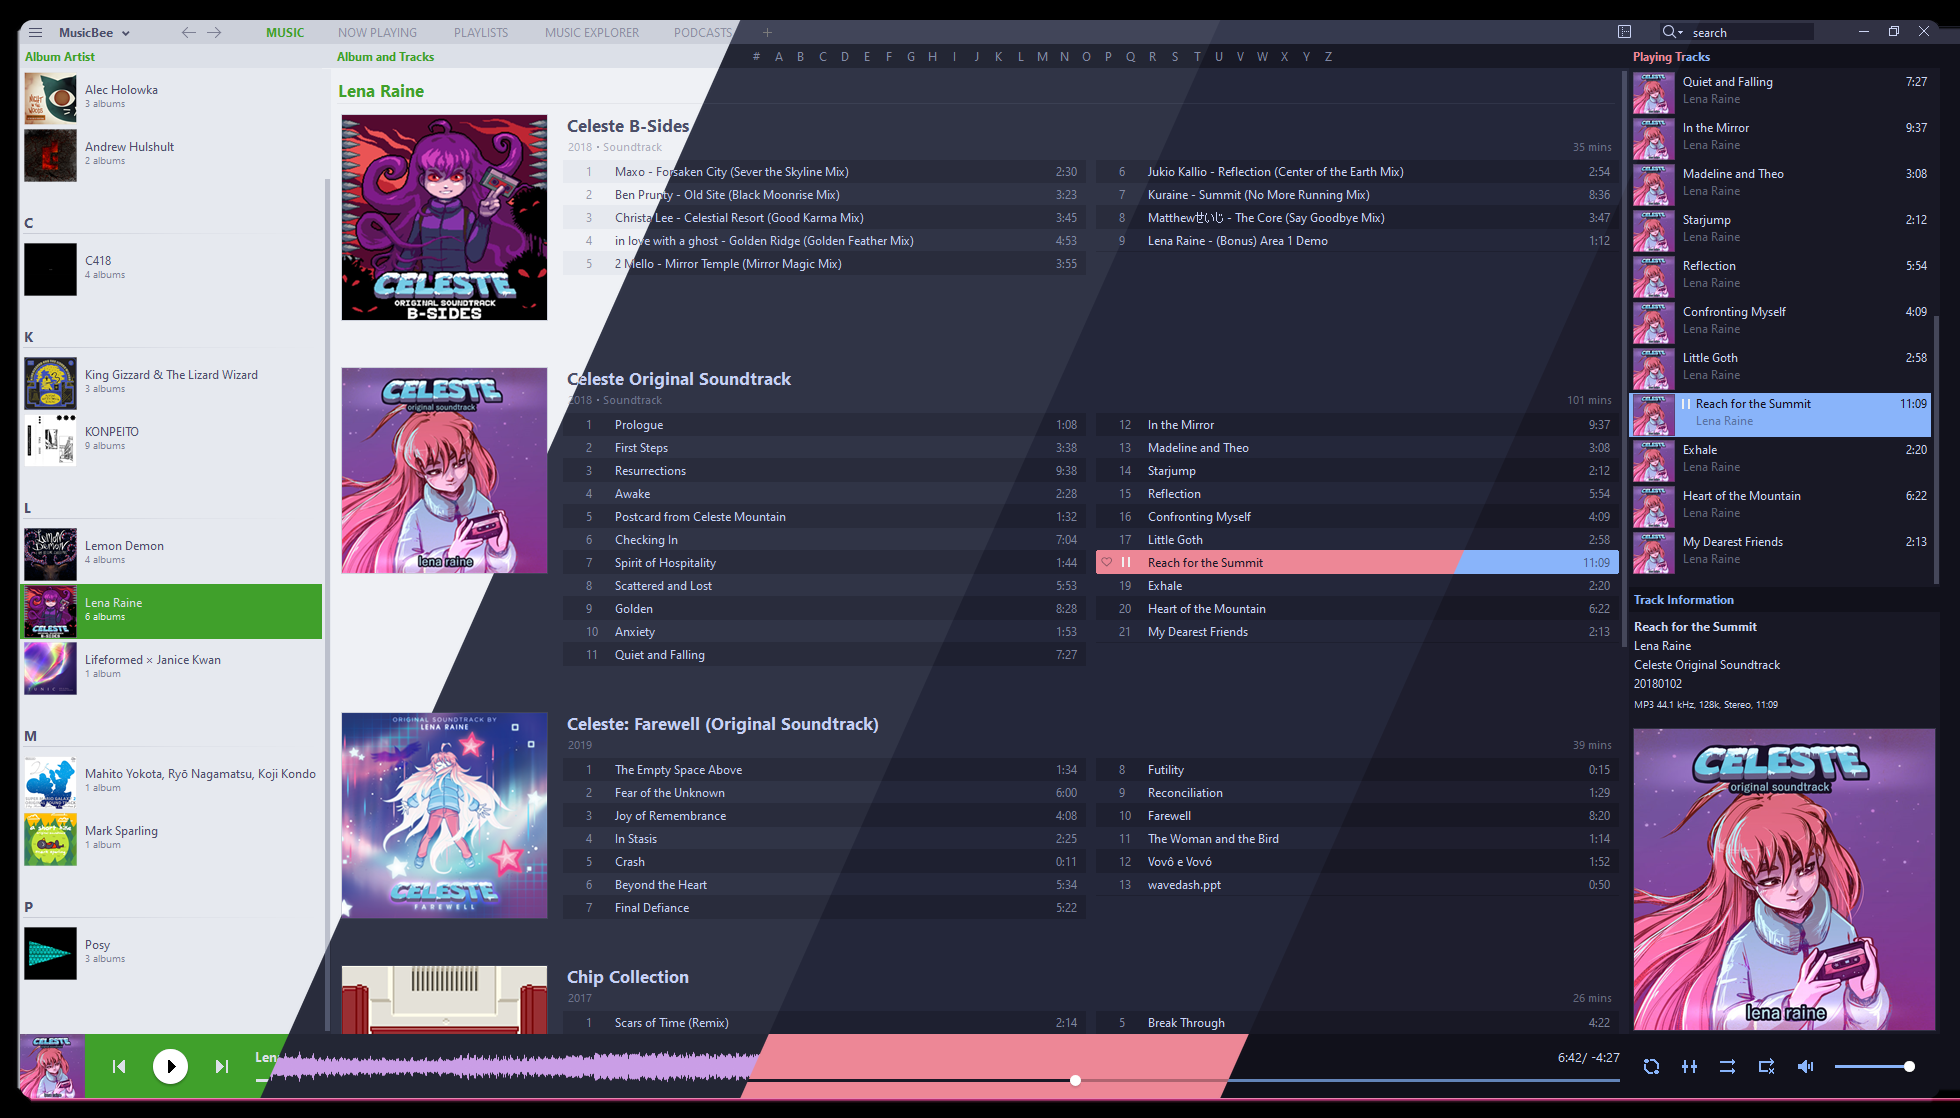 MusicBee
MUSIC
NOW PLAYING
PLAYLISTS
MUSIC EXPLORER
PODCASTS
+
search
Album Artist
Alec Holowka
3 albums
Andrew Hulshult
2 albums
C
C418
4 albums
K
King Gizzard & The Lizard Wizard
3 albums
KONPEITO
9 albums
L
Lemon Demon
4 albums
Lena Raine
6 albums
Lifeformed × Janice Kwan
1 album
M
Mahito Yokota, Ryō Nagamatsu, Koji Kondo
1 album
Mark Sparling
1 album
P
Posy
3 albums
Album and Tracks
# A B C D E F G H I J K L M N O P Q R S T U V W X Y Z
Lena Raine
CELESTE
ORIGINAL SOUNDTRACK
B-SIDES
Celeste B-Sides
2018 • Soundtrack
35 mins
1 Maxo - Forsaken City (Sever the Skyline Mix) 2:30
2 Ben Prunty - Old Site (Black Moonrise Mix) 3:23
3 Christa Lee - Celestial Resort (Good Karma Mix) 3:45
4 in love with a ghost - Golden Ridge (Golden Feather Mix) 4:53
5 2 Mello - Mirror Temple (Mirror Magic Mix) 3:55
6 Jukio Kallio - Reflection (Center of the Earth Mix) 2:54
7 Kuraine - Summit (No More Running Mix) 8:36
8 Matthewせいじ - The Core (Say Goodbye Mix) 3:47
9 Lena Raine - (Bonus) Area 1 Demo 1:12
CELESTE
original soundtrack
lena raine
Celeste Original Soundtrack
2018 • Soundtrack
101 mins
1 Prologue 1:08
2 First Steps 3:38
3 Resurrections 9:38
4 Awake 2:28
5 Postcard from Celeste Mountain 1:32
6 Checking In 7:04
7 Spirit of Hospitality 1:44
8 Scattered and Lost 5:53
9 Golden 8:28
10 Anxiety 1:53
11 Quiet and Falling 7:27
12 In the Mirror 9:37
13 Madeline and Theo 3:08
14 Starjump 2:12
15 Reflection 5:54
16 Confronting Myself 4:09
17 Little Goth 2:58
Reach for the Summit 11:09
19 Exhale 2:20
20 Heart of the Mountain 6:22
21 My Dearest Friends 2:13
ORIGINAL SOUNDTRACK BY
LENA RAINE
CELESTE
FAREWELL
Celeste: Farewell (Original Soundtrack)
2019
39 mins
1 The Empty Space Above 1:34
2 Fear of the Unknown 6:00
3 Joy of Remembrance 4:08
4 In Stasis 2:25
5 Crash 0:11
6 Beyond the Heart 5:34
7 Final Defiance 5:22
8 Futility 0:15
9 Reconciliation 1:29
10 Farewell 8:20
11 The Woman and the Bird 1:14
12 Vovô e Vovó 1:52
13 wavedash.ppt 0:50
Chip Collection
2017
26 mins
1 Scars of Time (Remix) 2:14
5 Break Through 4:22
Playing Tracks
Quiet and Falling 7:27
Lena Raine
In the Mirror 9:37
Lena Raine
Madeline and Theo 3:08
Lena Raine
Starjump 2:12
Lena Raine
Reflection 5:54
Lena Raine
Confronting Myself 4:09
Lena Raine
Little Goth 2:58
Lena Raine
Reach for the Summit 11:09
Lena Raine
Exhale 2:20
Lena Raine
Heart of the Mountain 6:22
Lena Raine
My Dearest Friends 2:13
Lena Raine
Track Information
Reach for the Summit
Lena Raine
Celeste Original Soundtrack
20180102
MP3 44.1 kHz, 128k, Stereo, 11:09
CELESTE
original soundtrack
lena raine
Len
6:42/ -4:27